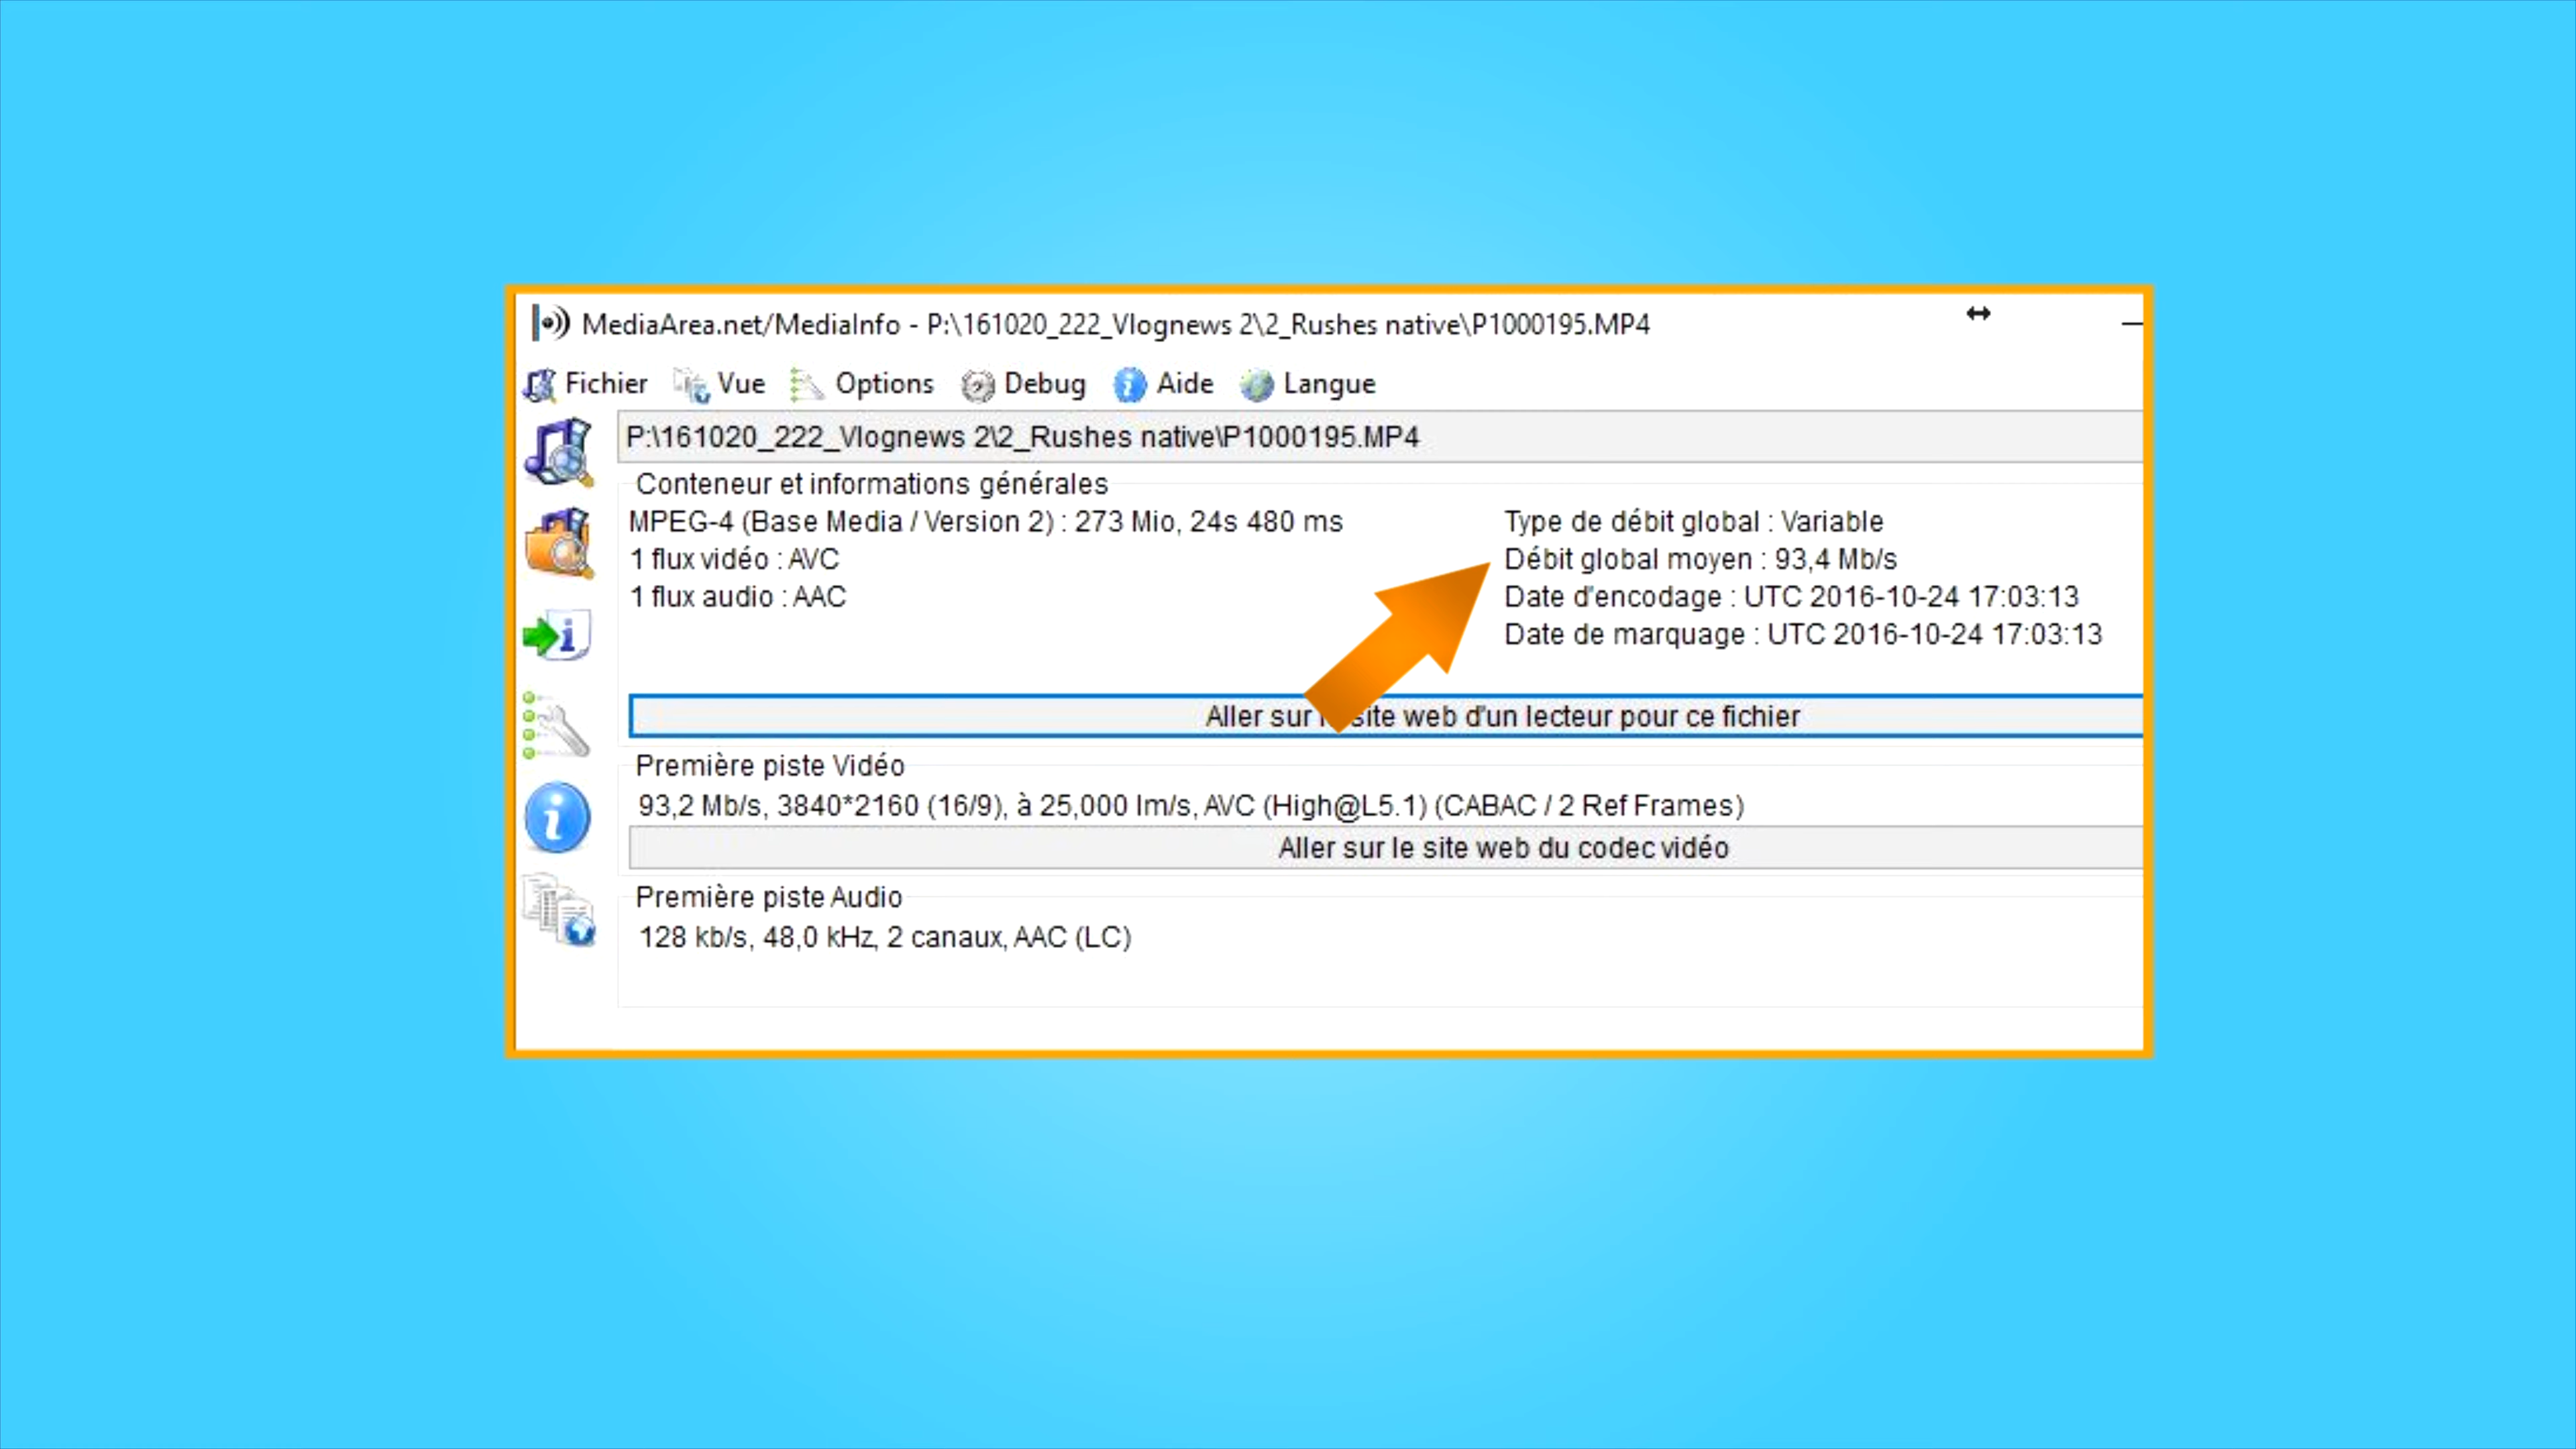 MediaArea.net/MediaInfo - P:\161020_222_Vlognews 2\2_Rushes native\P1000195.MP4
Fichier Vue Options Debug Aide Langue
P:\161020_222_Vlognews 2\2_Rushes native\P1000195.MP4
Conteneur et informations générales
MPEG-4 (Base Media / Version 2) : 273 Mio, 24s 480 ms
1 flux vidéo : AVC
1 flux audio : AAC
Type de débit global : Variable
Débit global moyen : 93,4 Mb/s
Date d'encodage : UTC 2016-10-24 17:03:13
Date de marquage : UTC 2016-10-24 17:03:13
Aller sur site web d'un lecteur pour ce fichier
Première piste Vidéo
93,2 Mb/s, 3840*2160 (16/9), à 25,000 Im/s, AVC (High@L5.1) (CABAC / 2 Ref Frames)
Aller sur le site web du codec vidéo
Première piste Audio
128 kb/s, 48,0 kHz, 2 canaux, AAC (LC)